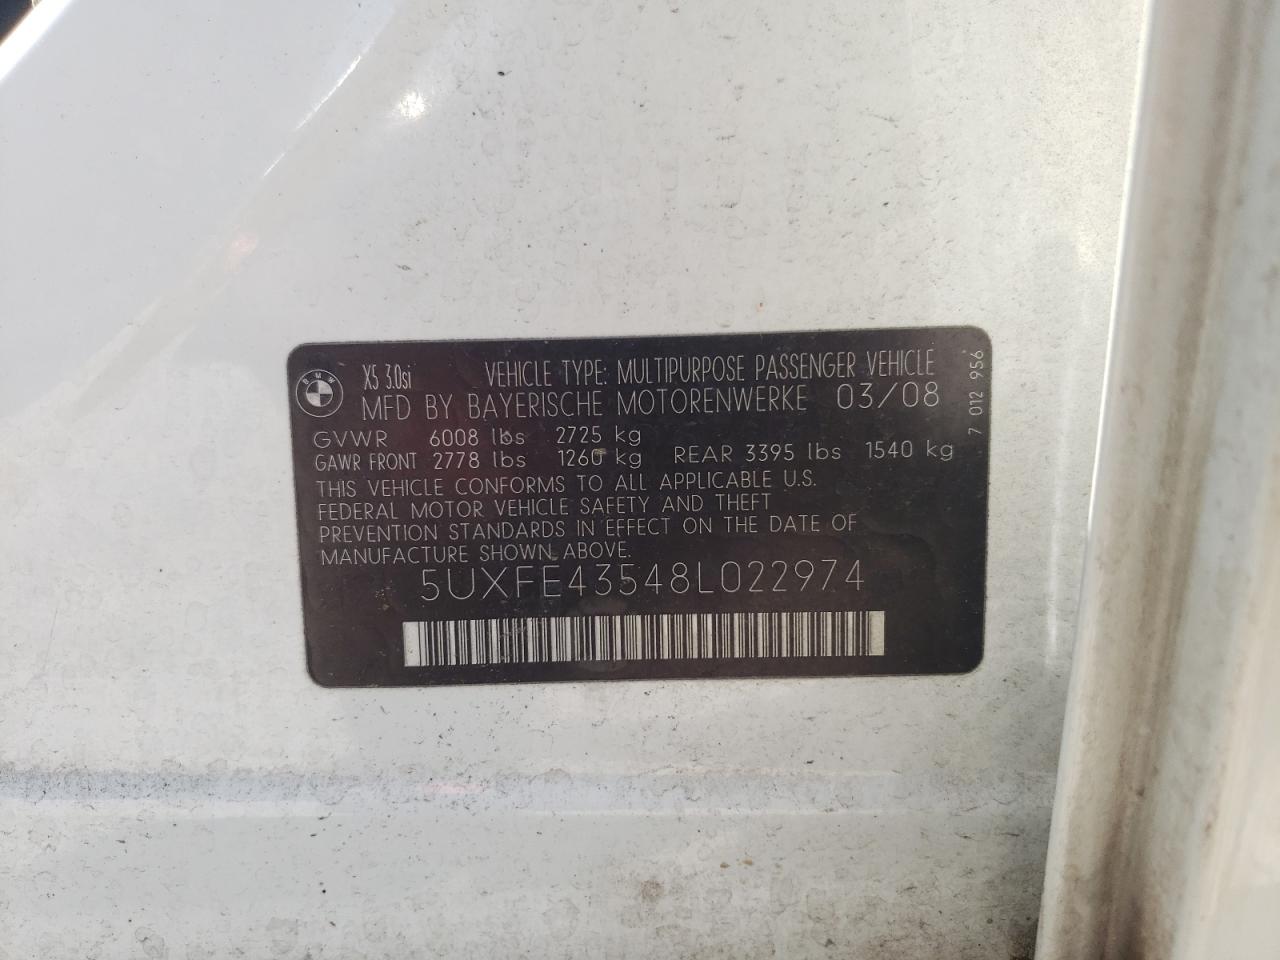 BMW
X5 3.0si VEHICLE TYPE: MULTIPURPOSE PASSENGER VEHICLE
MFD BY BAYERISCHE MOTORENWERKE 03/08
GVWR 6008 lbs 2725 kg
GAWR FRONT 2778 lbs 1260 kg REAR 3395 lbs 1540 kg
THIS VEHICLE CONFORMS TO ALL APPLICABLE U.S.
FEDERAL MOTOR VEHICLE SAFETY AND THEFT
PREVENTION STANDARDS IN EFFECT ON THE DATE OF
MANUFACTURE SHOWN ABOVE.
5UXFE43548L022974
7 012 956